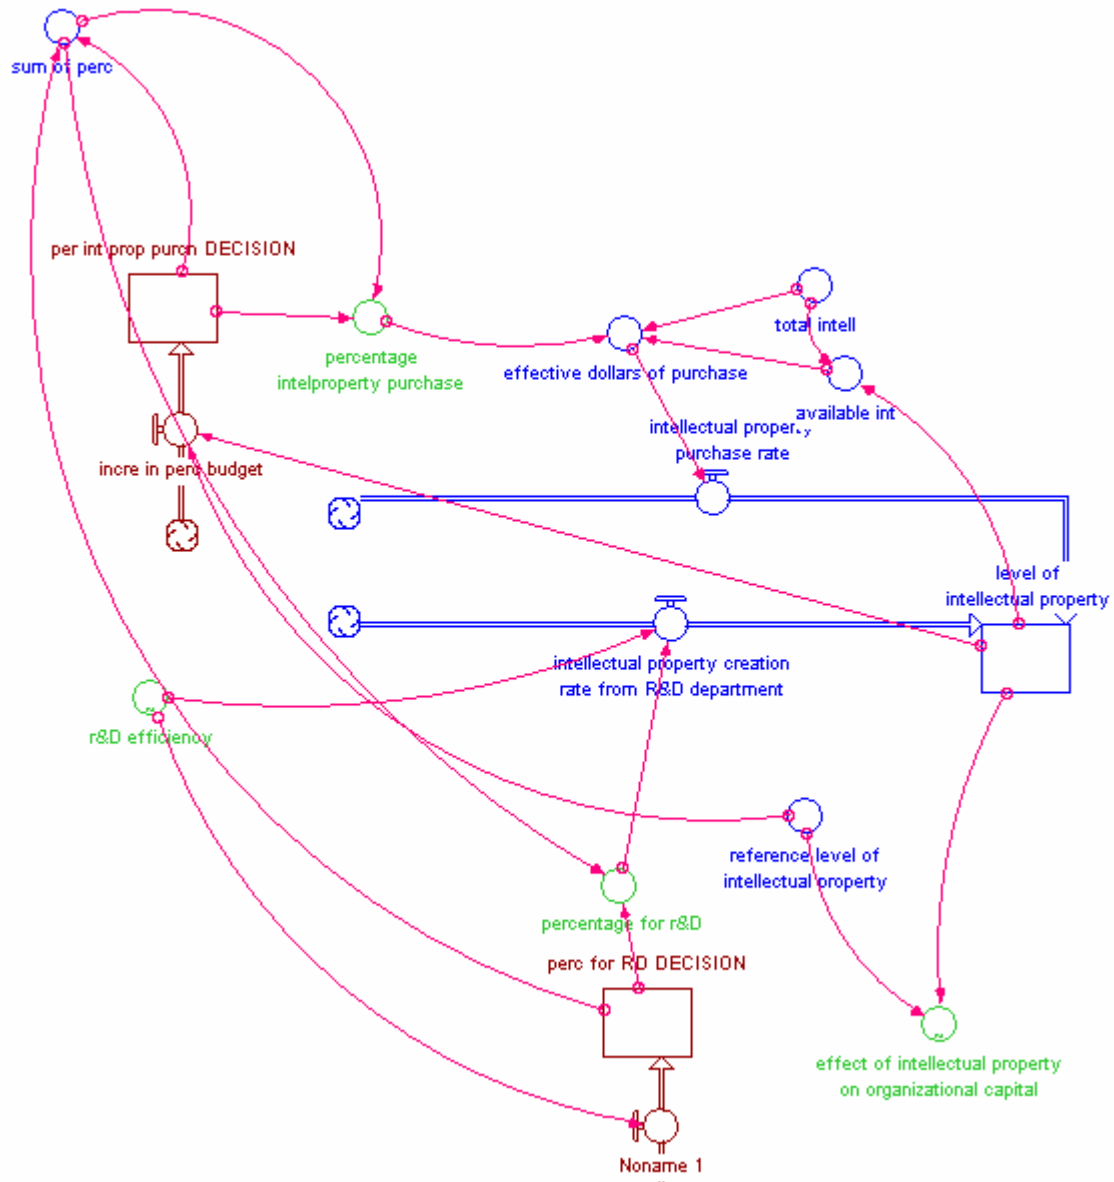 sum of perc
per int prop purch DECISION
total intell
percentage
intelproperty purchase
effective dollars of purchase
available int
intellectual property
purchase rate
incre in perc budget
level of
intellectual property
intellectual property creation
rate from R&D department
r&D efficiency
reference level of
intellectual property
percentage for r&D
perc for RD DECISION
effect of intellectual property
on organizational capital
Noname 1